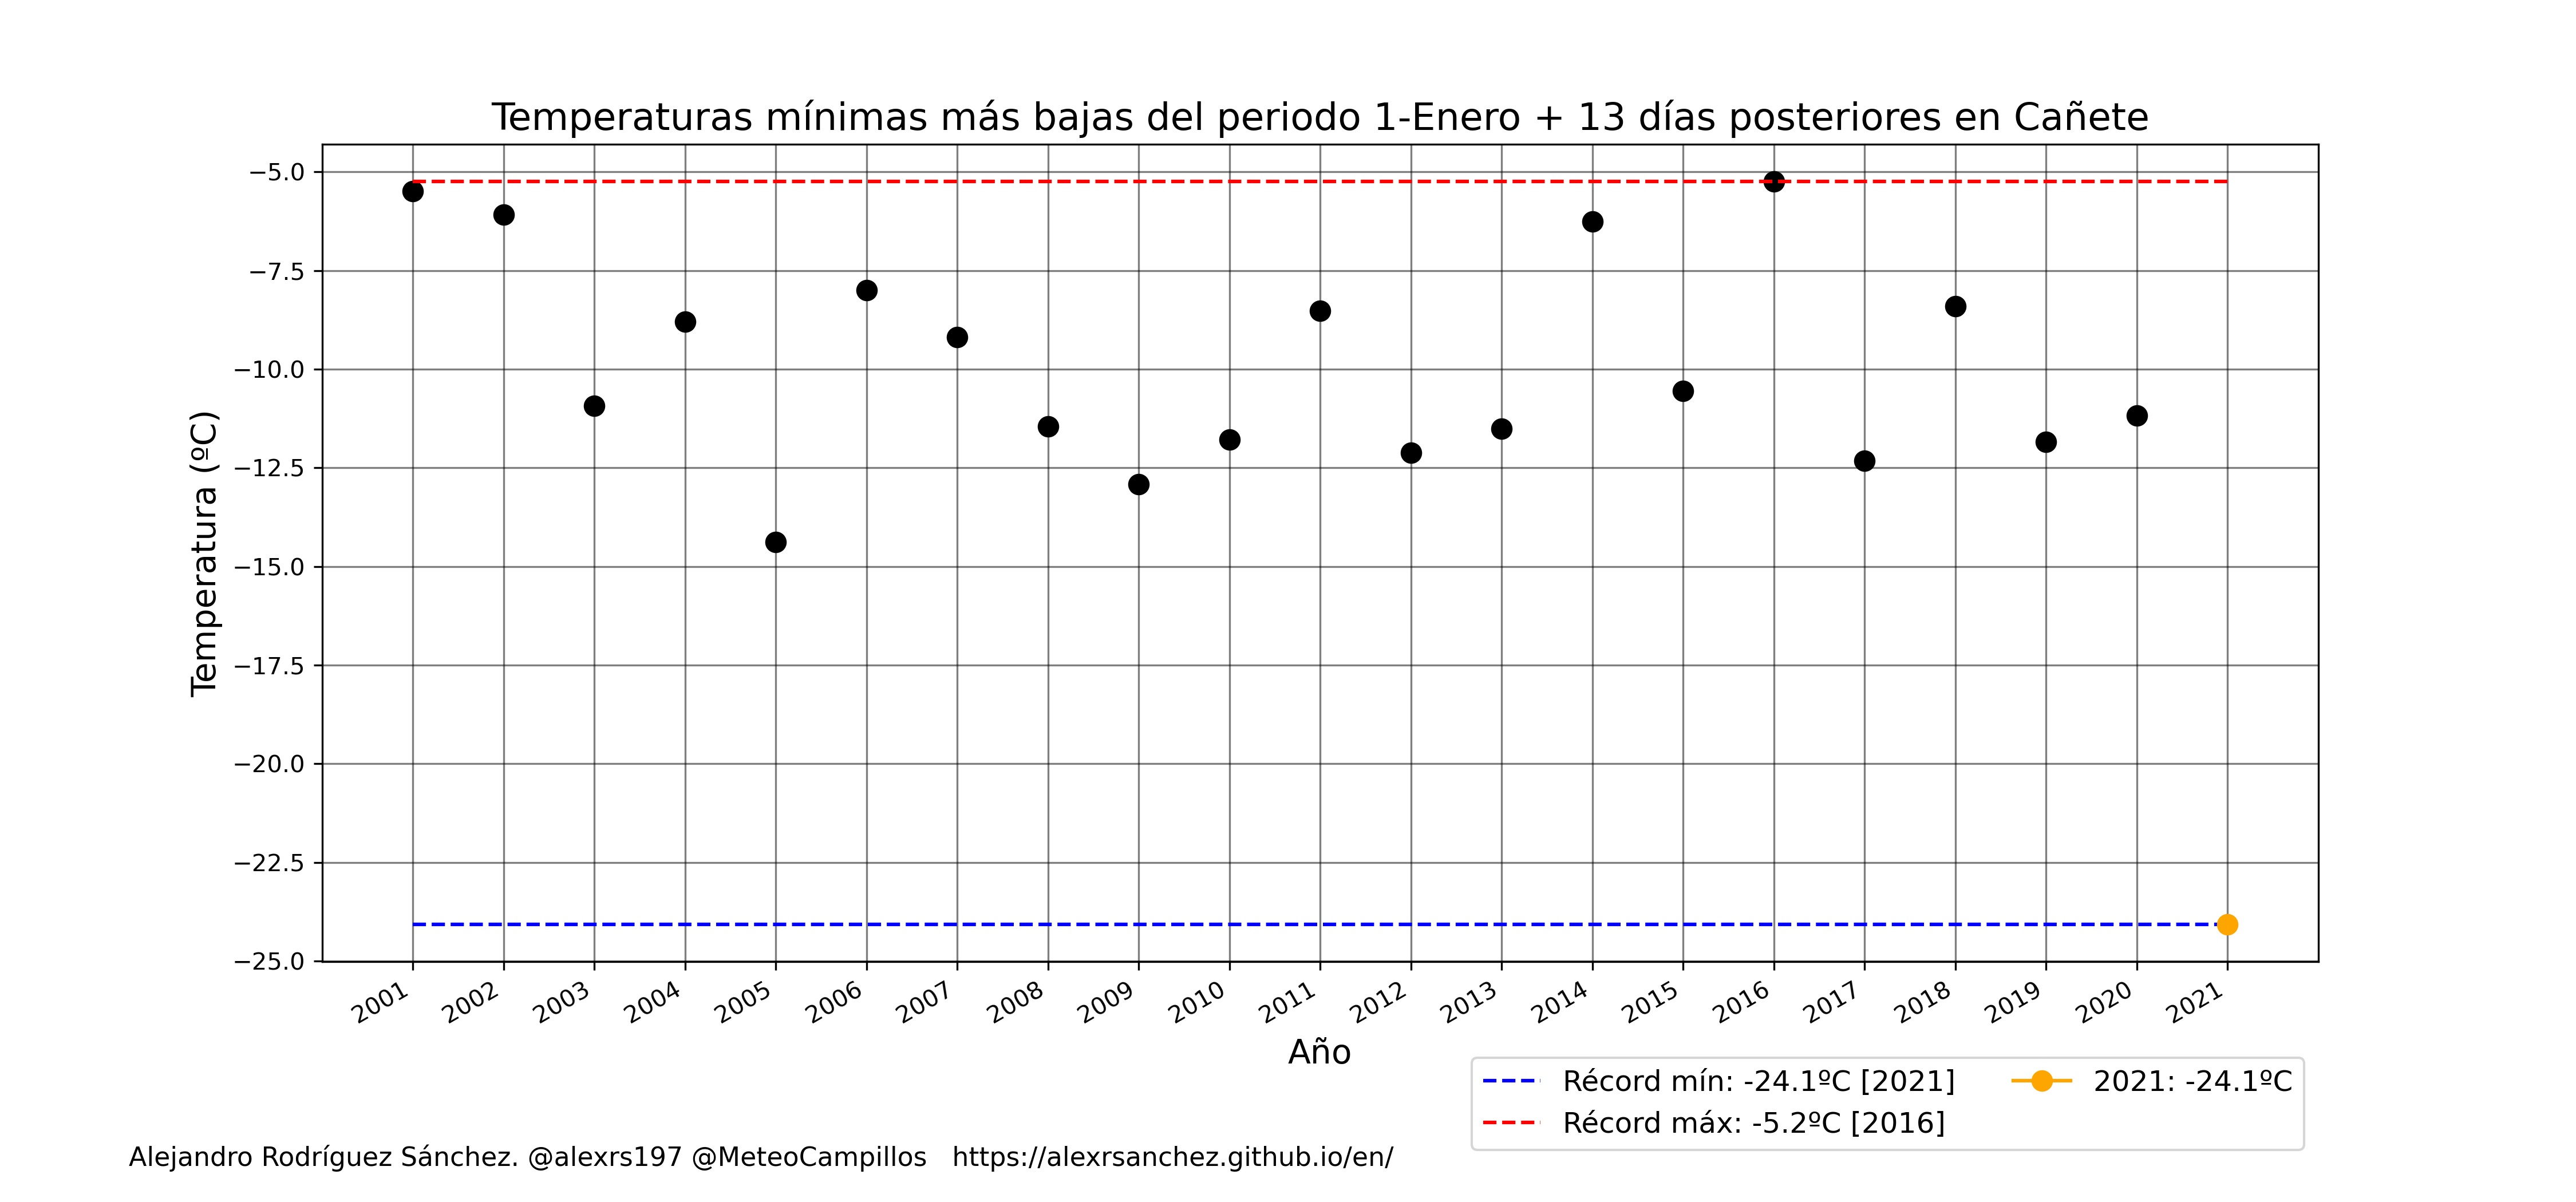 Temperaturas mínimas más bajas del periodo 1-Enero + 13 días posteriores en Cañete
Temperatura (ºC)
−5.0
−7.5
−10.0
−12.5
−15.0
−17.5
−20.0
−22.5
−25.0
2001 2002 2003 2004 2005 2006 2007 2008 2009 2010 2011 2012 2013 2014 2015 2016 2017 2018 2019 2020 2021
Año
Récord mín: -24.1ºC [2021]
Récord máx: -5.2ºC [2016]
2021: -24.1ºC
Alejandro Rodríguez Sánchez. @alexrs197 @MeteoCampillos https://alexrsanchez.github.io/en/